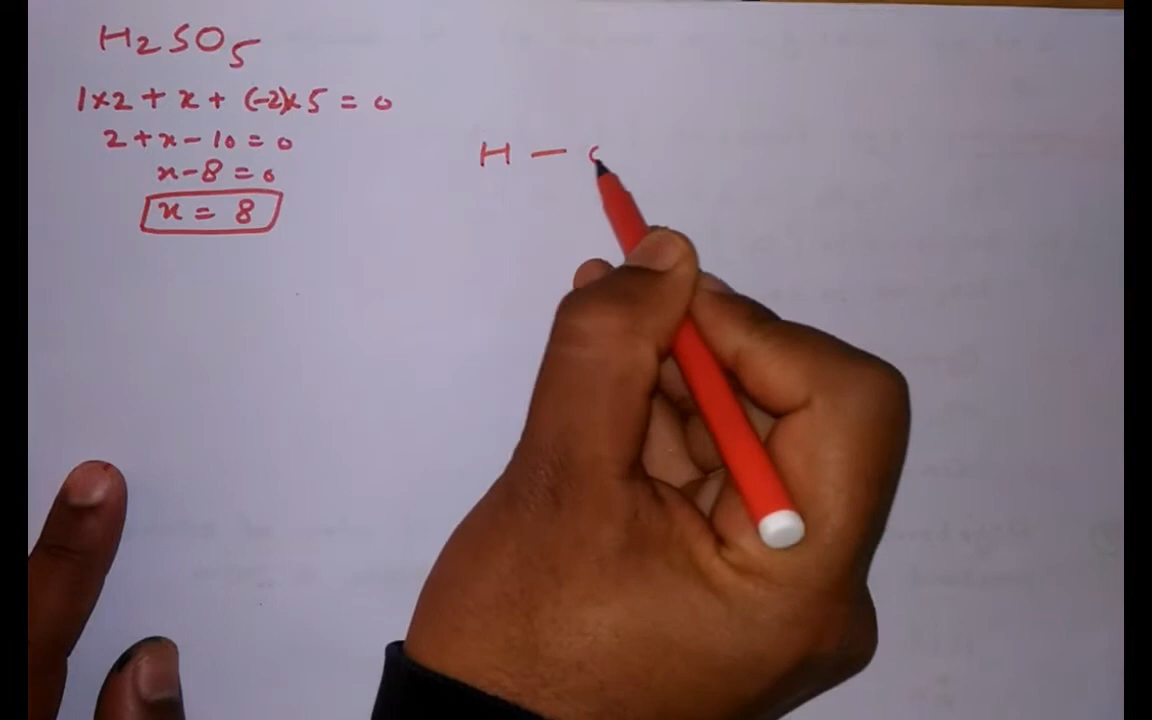 H₂SO₅
1×2 + x + (-2)×5 = 0
2 + x - 10 = 0
x - 8 = 0
x = 8
H —